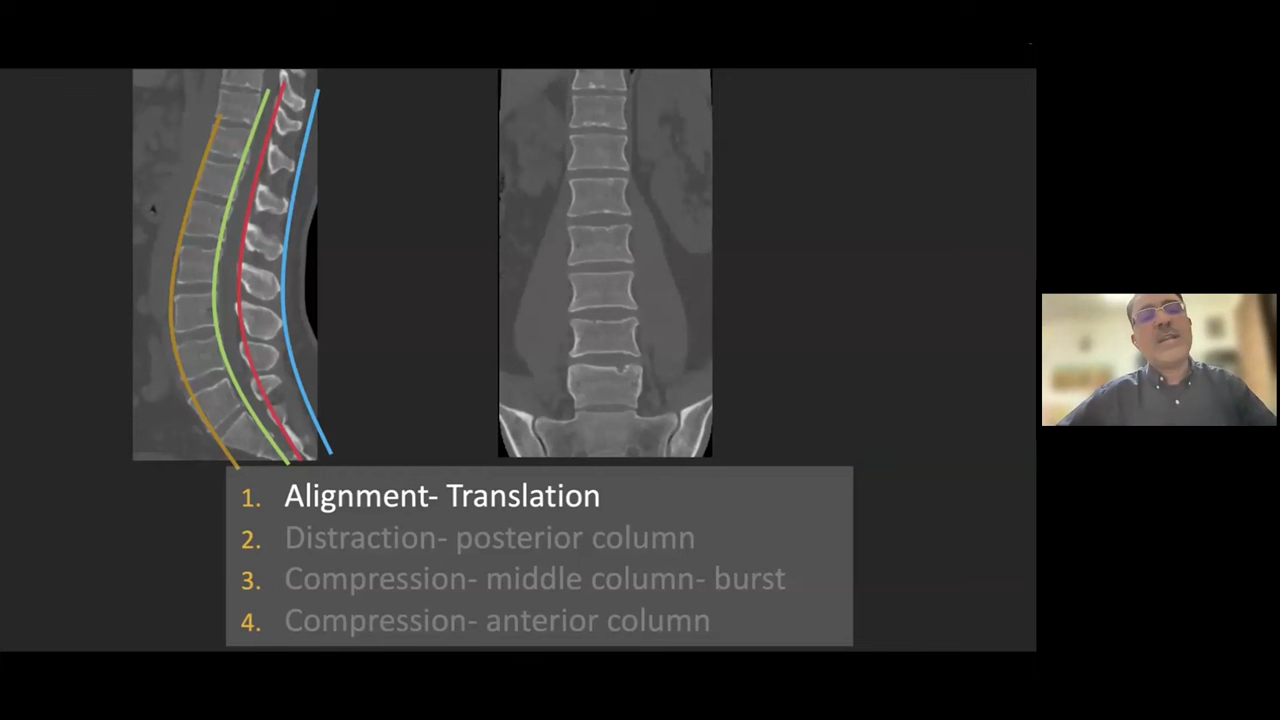 1. Alignment- Translation
2. Distraction- posterior column
3. Compression- middle column- burst
4. Compression- anterior column